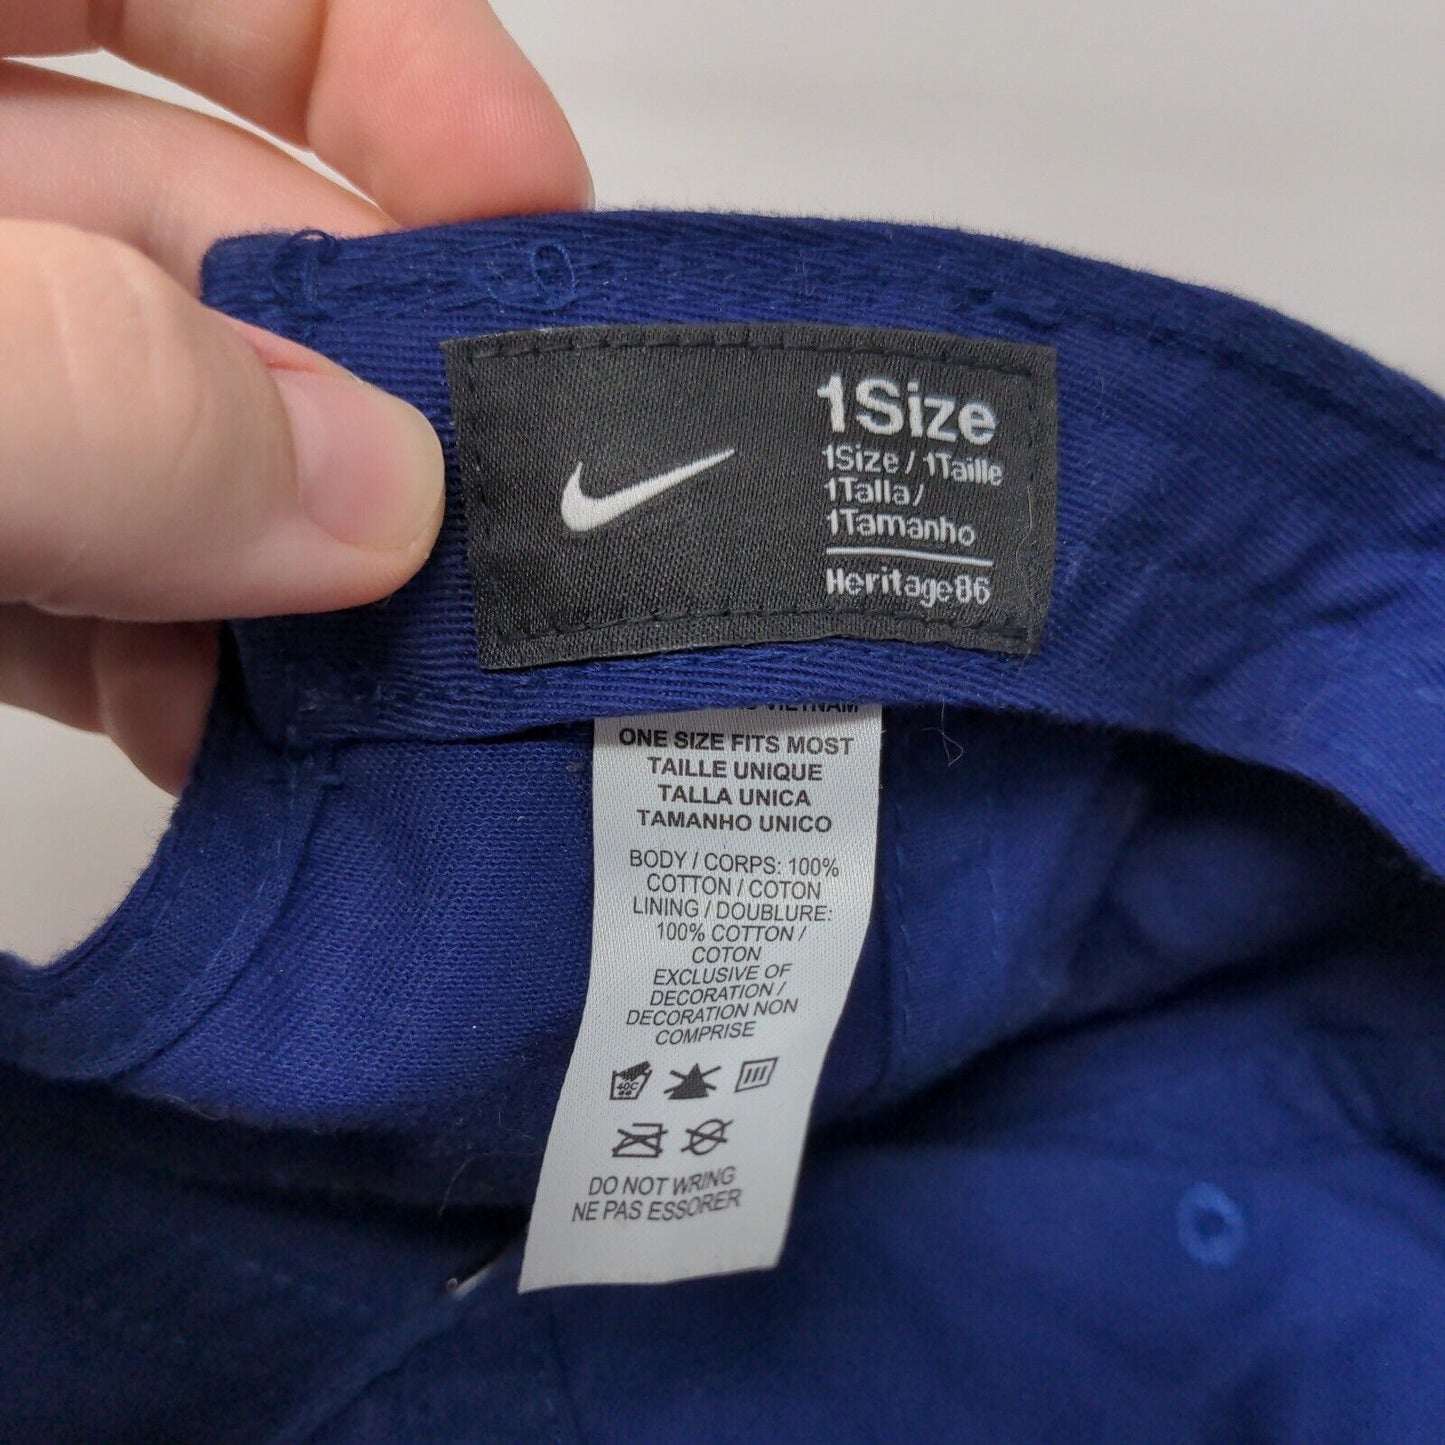 1Size
1Size / 1Taille
1Talla /
1Tamanho
Heritage86
VIETNAM
ONE SIZE FITS MOST
TAILLE UNIQUE
TALLA UNICA
TAMANHO UNICO
BODY / CORPS: 100%
COTTON / COTON
LINING / DOUBLURE:
100% COTTON /
COTON
EXCLUSIVE OF
DECORATION /
DECORATION NON
COMPRISE
40C
DO NOT WRING
NE PAS ESSORER